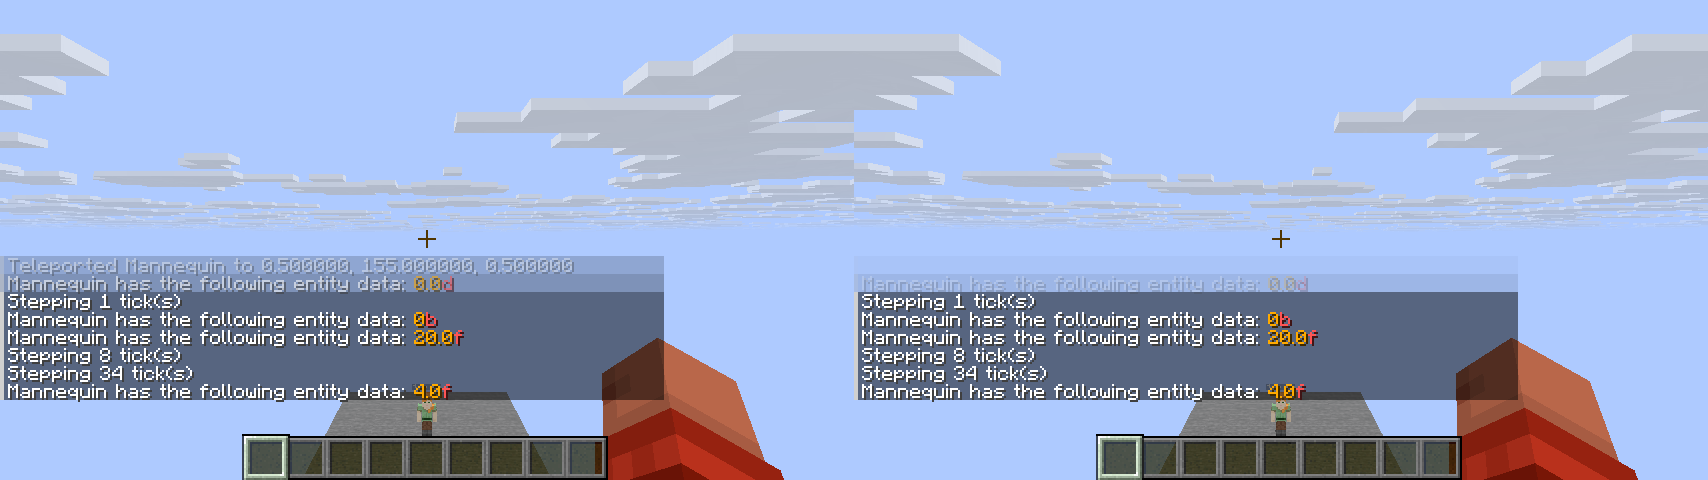 Teleported Mannequin to 0.500000, 155.000000, 0.500000
Mannequin has the following entity data: 0.0d
Stepping 1 tick(s)
Mannequin has the following entity data: 0b
Mannequin has the following entity data: 20.0f
Stepping 8 tick(s)
Stepping 34 tick(s)
Mannequin has the following entity data: 4.0f
Mannequin has the following entity data: 0.0d
Stepping 1 tick(s)
Mannequin has the following entity data: 0b
Mannequin has the following entity data: 20.0f
Stepping 8 tick(s)
Stepping 34 tick(s)
Mannequin has the following entity data: 4.0f